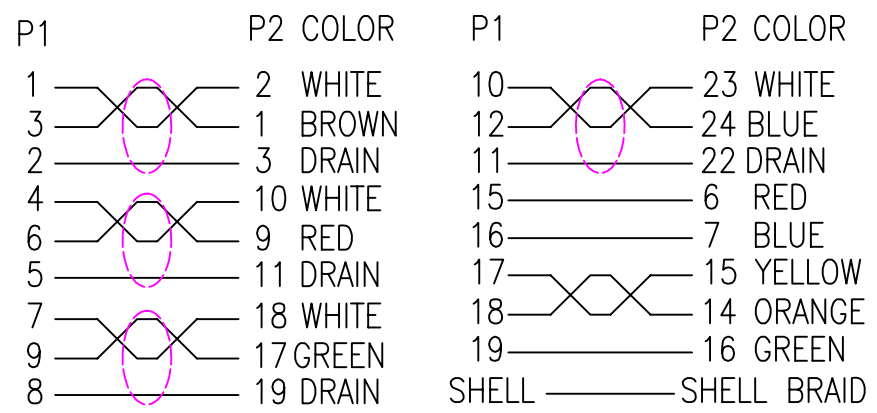 P1 P2 COLOR
1 2 WHITE
3 1 BROWN
2 3 DRAIN
4 10 WHITE
6 9 RED
5 11 DRAIN
7 18 WHITE
9 17 GREEN
8 19 DRAIN
P1 P2 COLOR
10 23 WHITE
12 24 BLUE
11 22 DRAIN
15 6 RED
16 7 BLUE
17 15 YELLOW
18 14 ORANGE
19 16 GREEN
SHELL SHELL BRAID